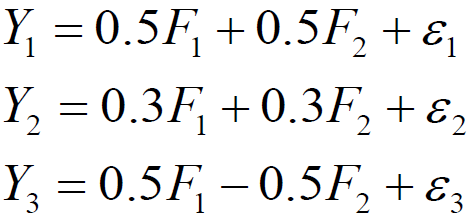 Y₁ = 0.5F₁ + 0.5F₂ + ε₁
Y₂ = 0.3F₁ + 0.3F₂ + ε₂
Y₃ = 0.5F₁ − 0.5F₂ + ε₃